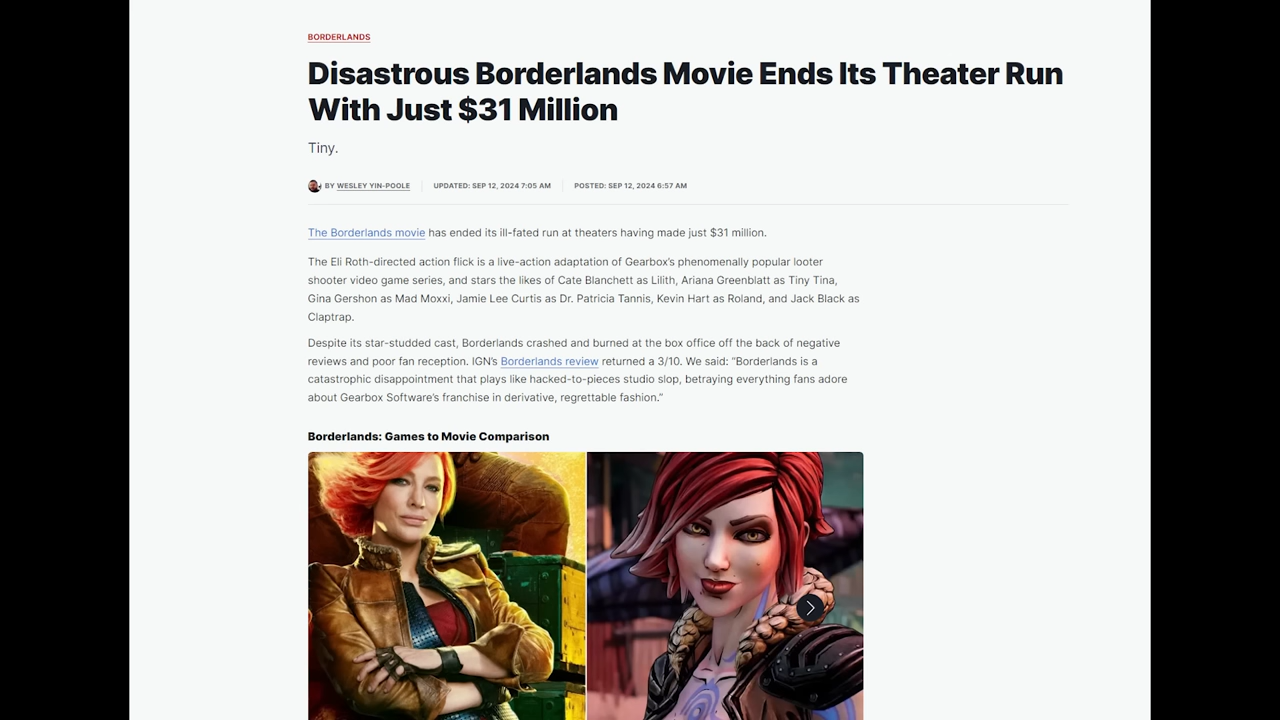 BORDERLANDS
Disastrous Borderlands Movie Ends Its Theater Run
With Just $31 Million
Tiny.
BY WESLEY YIN-POOLE UPDATED: SEP 12, 2024 7:05 AM POSTED: SEP 12, 2024 6:57 AM
The Borderlands movie has ended its ill-fated run at theaters having made just $31 million.
The Eli Roth-directed action flick is a live-action adaptation of Gearbox’s phenomenally popular looter
shooter video game series, and stars the likes of Cate Blanchett as Lilith, Ariana Greenblatt as Tiny Tina,
Gina Gershon as Mad Moxxi, Jamie Lee Curtis as Dr. Patricia Tannis, Kevin Hart as Roland, and Jack Black as
Claptrap.
Despite its star-studded cast, Borderlands crashed and burned at the box office off the back of negative
reviews and poor fan reception. IGN’s Borderlands review returned a 3/10. We said: “Borderlands is a
catastrophic disappointment that plays like hacked-to-pieces studio slop, betraying everything fans adore
about Gearbox Software’s franchise in derivative, regrettable fashion.”
Borderlands: Games to Movie Comparison